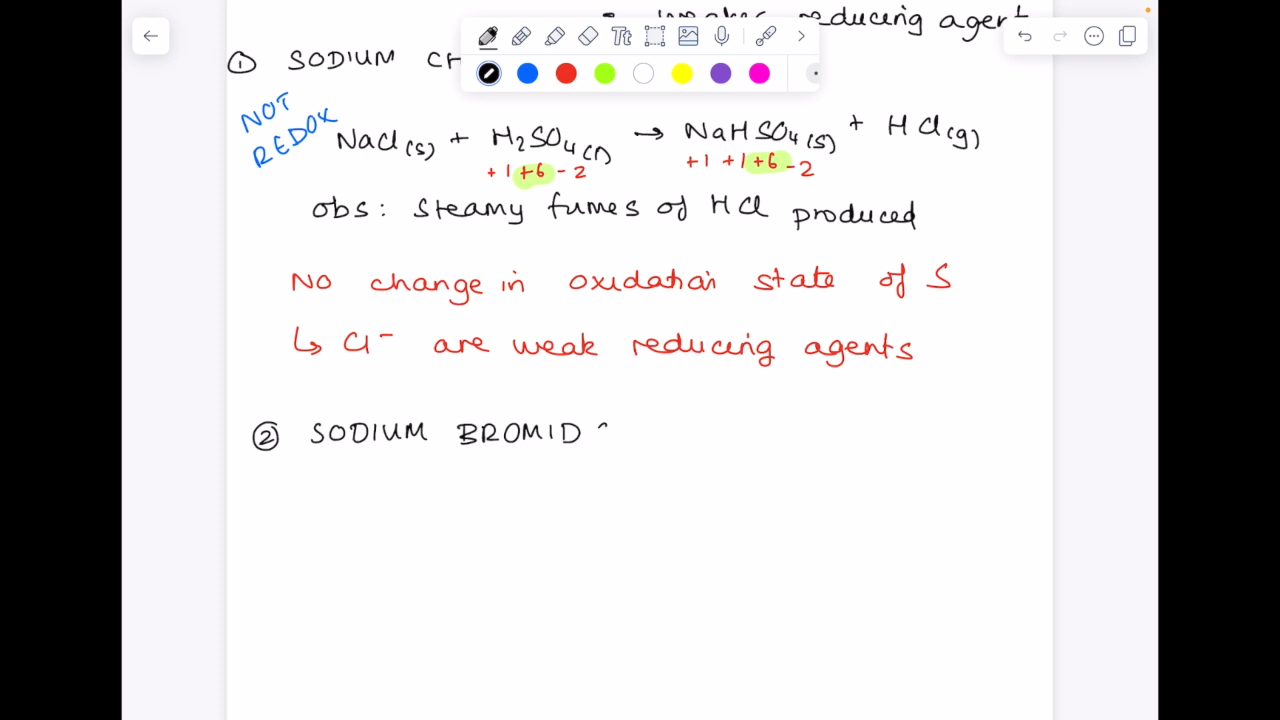 reducing agent
Tt
① SODIUM
NOT
REDOX
NaCl(s) + H2SO4(l) → NaHSO4(s) + HCl(g)
+1 +6 -2 +1 +1 +6 -2
obs: steamy fumes of HCl produced
No change in oxidation state of S
↳ Cl⁻ are weak reducing agents
② SODIUM BROMID